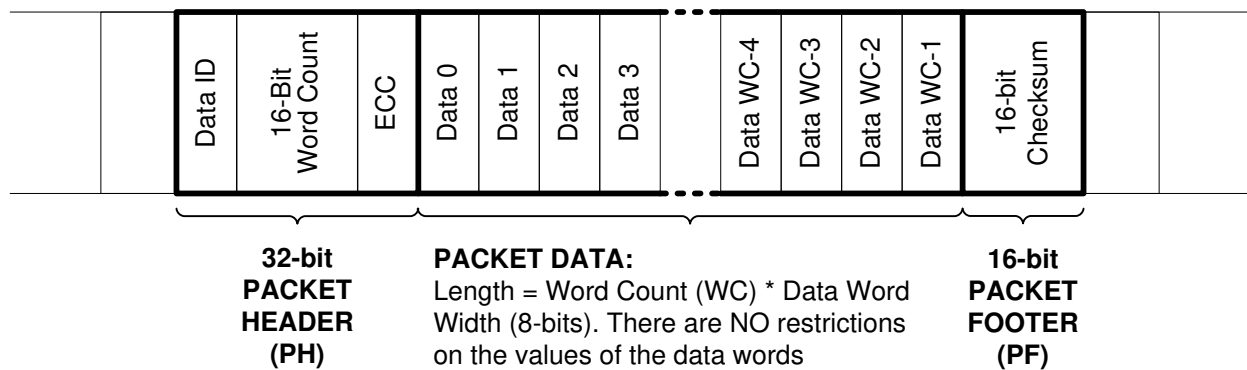 Data ID
16-Bit
Word Count
ECC
Data 0
Data 1
Data 2
Data 3
Data WC-4
Data WC-3
Data WC-2
Data WC-1
16-bit
Checksum
32-bit
PACKET
HEADER
(PH)
PACKET DATA:
Length = Word Count (WC) * Data Word
Width (8-bits). There are NO restrictions
on the values of the data words
16-bit
PACKET
FOOTER
(PF)